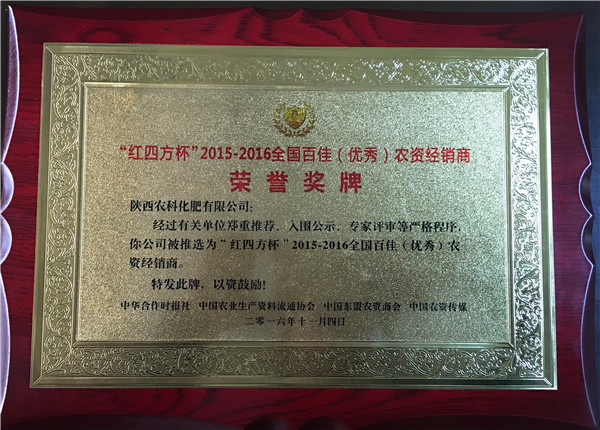 “红四方杯”2015-2016全国百佳（优秀）农资经销商
荣誉奖牌
陕西农科化肥有限公司:
经过有关单位郑重推荐、入围公示、专家评审等严格程序,
你公司被推选为“红四方杯”2015-2016全国百佳(优秀)农
资经销商。
特发此牌，以资鼓励!
中华合作时报社 中国农业生产资料流通协会 中国东盟农资商会 中国农资传媒
二〇一六年十一月四日